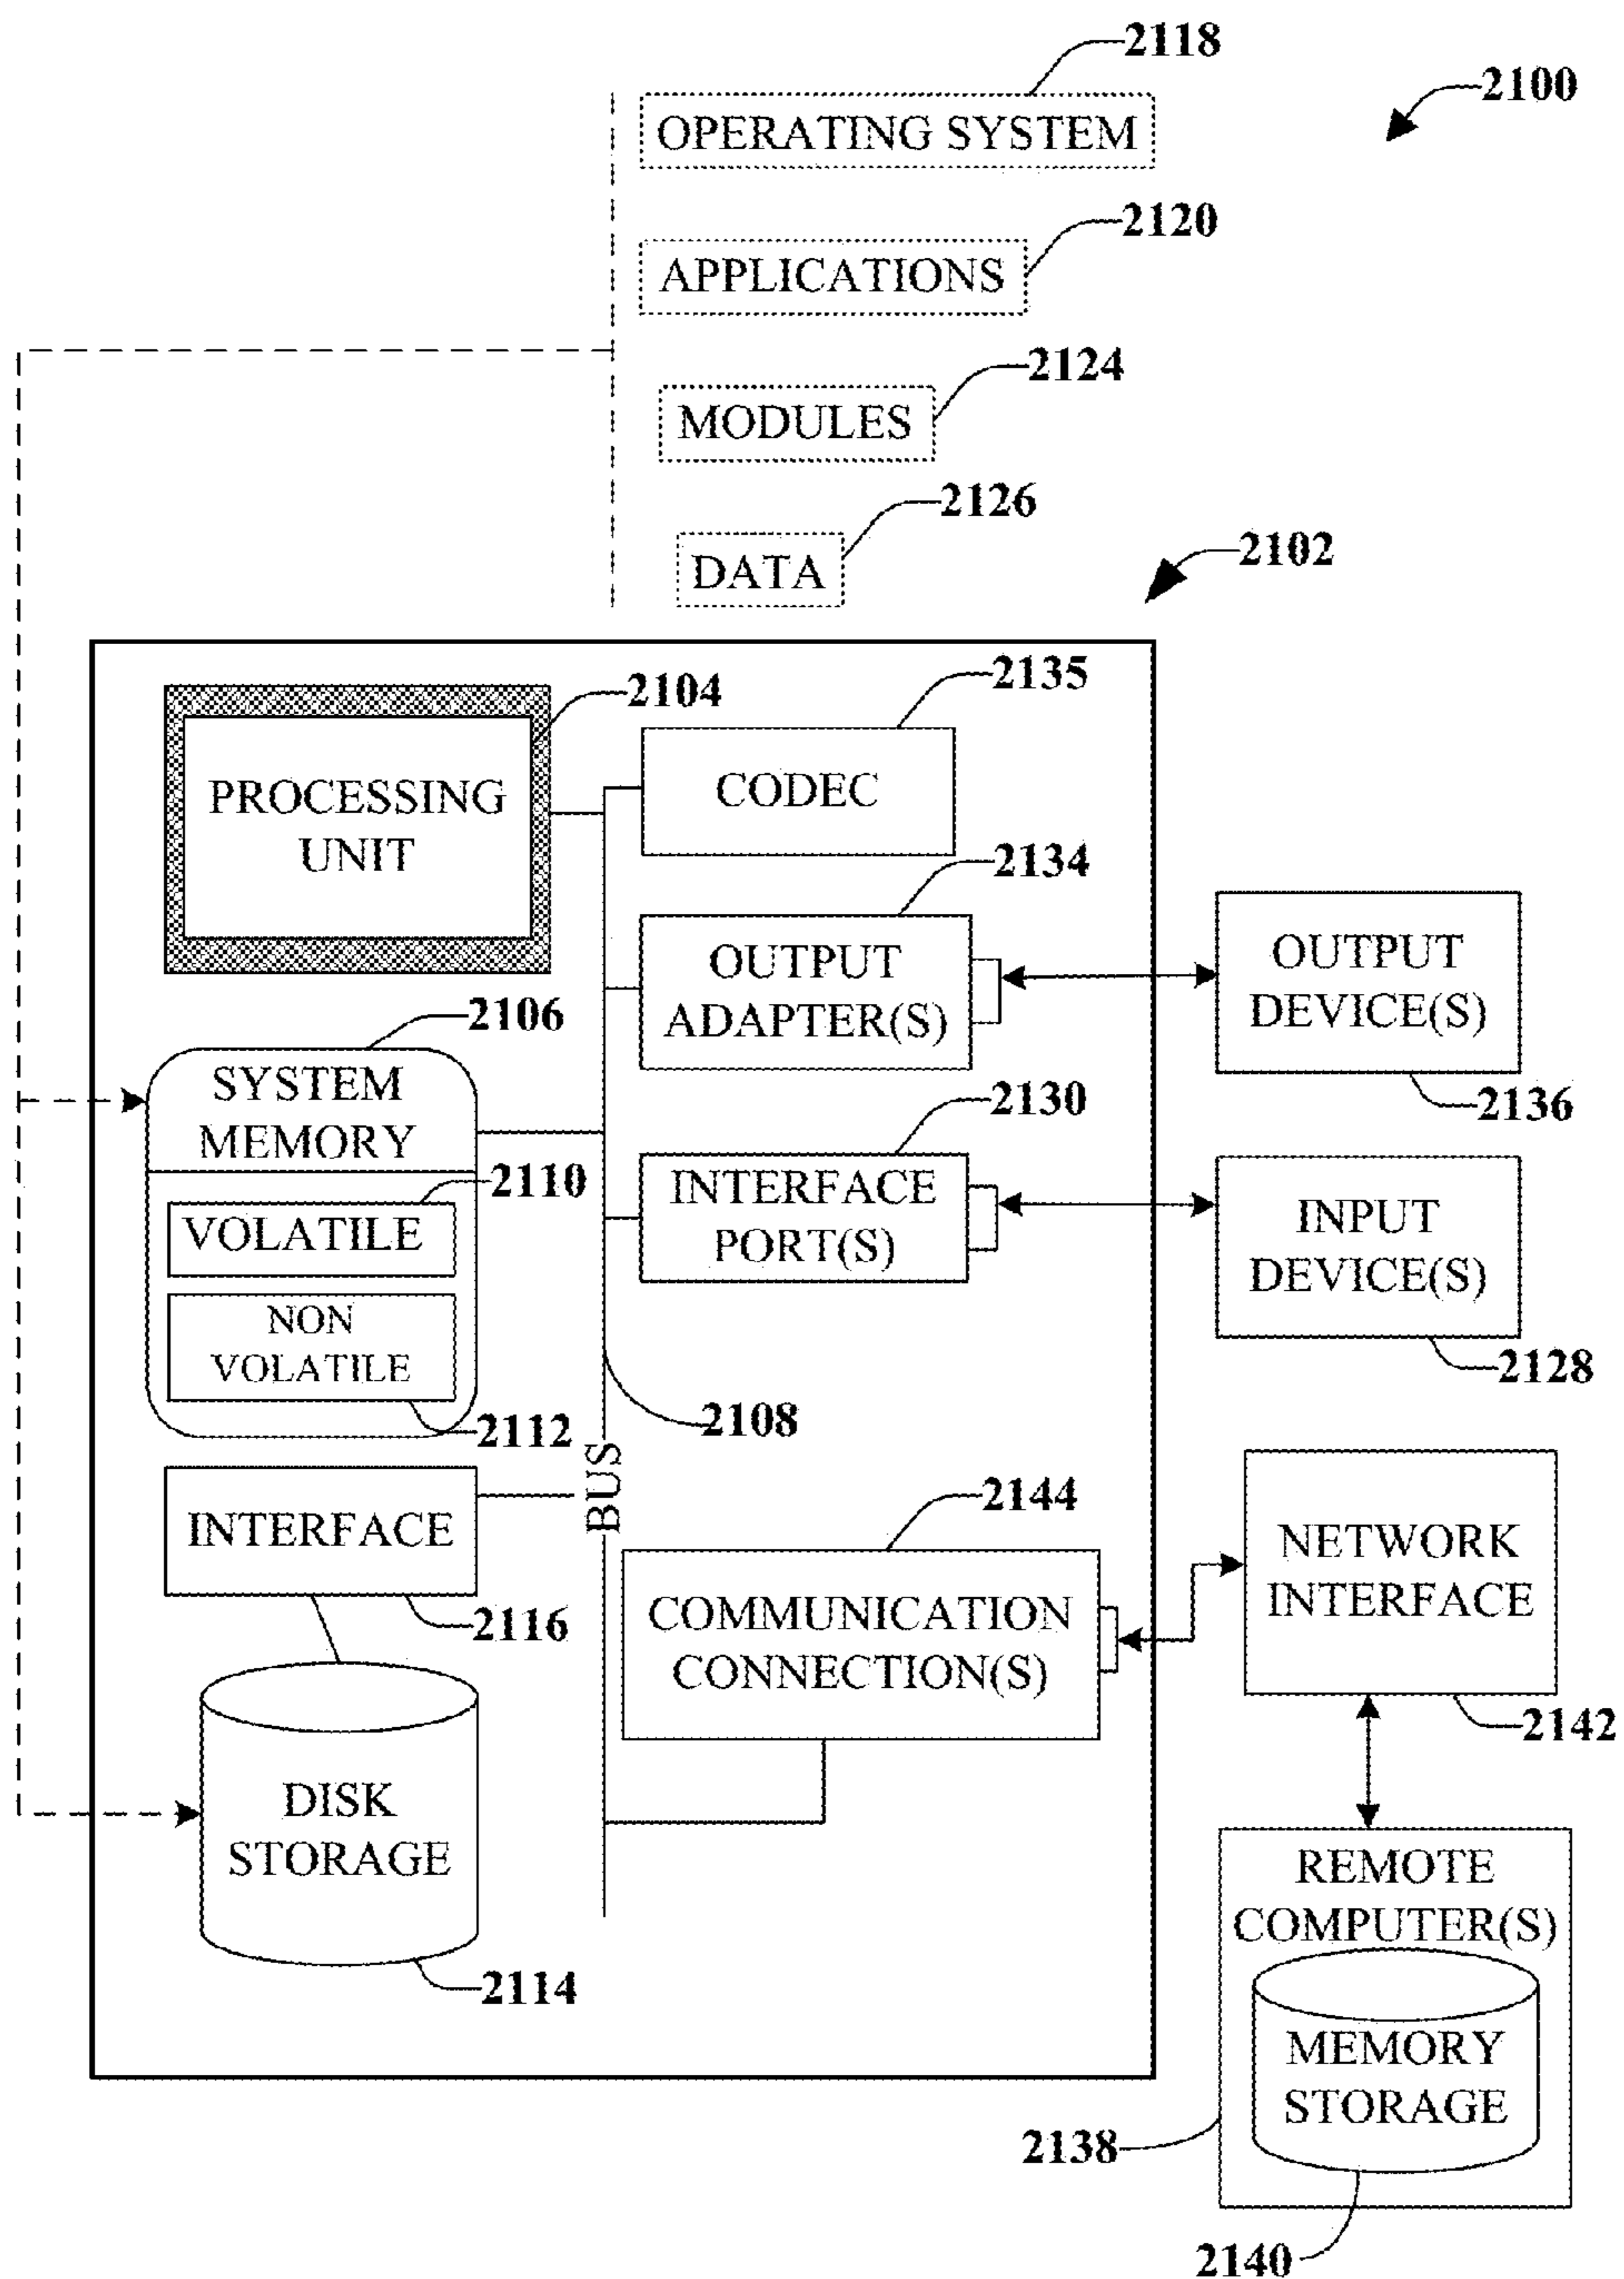 2118
2100
OPERATING SYSTEM
2120
APPLICATIONS
2124
MODULES
2126
DATA
2102
2104
PROCESSING
UNIT
2135
CODEC
2134
OUTPUT
ADAPTER(S)
OUTPUT
DEVICE(S)
2136
2106
SYSTEM
MEMORY
2110
VOLATILE
NON
VOLATILE
2112
2130
INTERFACE
PORT(S)
INPUT
DEVICE(S)
2128
2108
BUS
INTERFACE
2116
2144
COMMUNICATION
CONNECTION(S)
NETWORK
INTERFACE
2142
DISK
STORAGE
2114
REMOTE
COMPUTER(S)
MEMORY
STORAGE
2138
2140